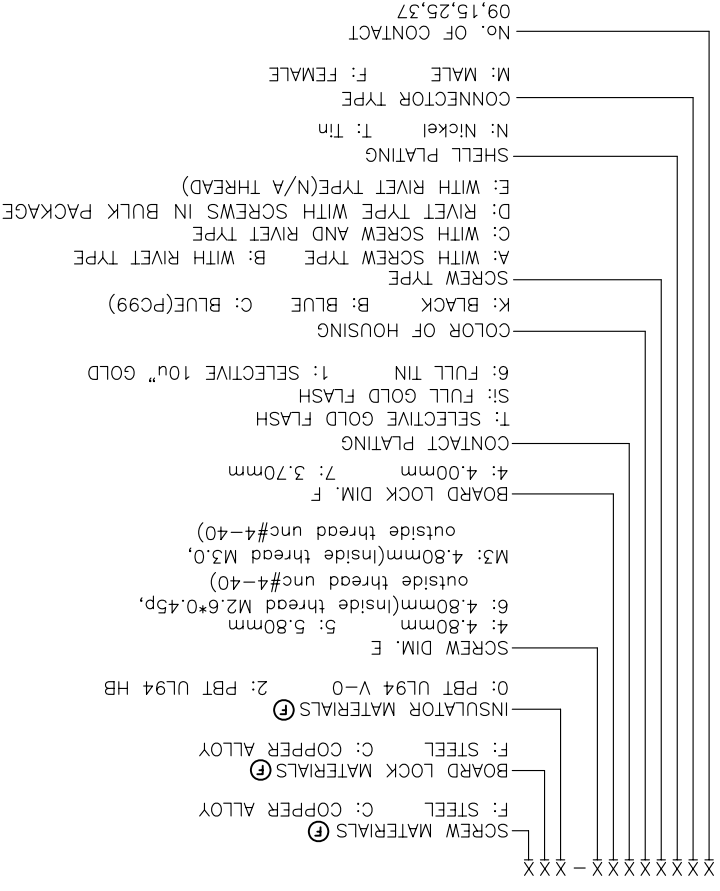 XXXXXXXX-XXX
SCREW MATERIALS Ⓕ
F: STEEL C: COPPER ALLOY
BOARD LOCK MATERIALS Ⓕ
F: STEEL C: COPPER ALLOY
INSULATOR MATERIALS Ⓕ
0: PBT UL94 V-0 2: PBT UL94 HB
SCREW DIM. E
4: 4.80mm 5: 5.80mm
6: 4.80mm(Inside thread M2.6*0.45p,
outside thread unc#4-40)
M3: 4.80mm(Inside thread M3.0,
outside thread unc#4-40)
BOARD LOCK DIM. F
4: 4.00mm 7: 3.70mm
CONTACT PLATING
T: SELECTIVE GOLD FLASH
Si: FULL GOLD FLASH
6: FULL TIN 1: SELECTIVE 10u" GOLD
COLOR OF HOUSING
K: BLACK B: BLUE C: BLUE(PC99)
SCREW TYPE
A: WITH SCREW TYPE B: WITH RIVET TYPE
C: WITH SCREW AND RIVET TYPE
D: RIVET TYPE WITH SCREWS IN BULK PACKAGE
E: WITH RIVET TYPE(N/A THREAD)
SHELL PLATING
N: Nickel T: Tin
CONNECTOR TYPE
M: MALE F: FEMALE
No. OF CONTACT
09,15,25,37